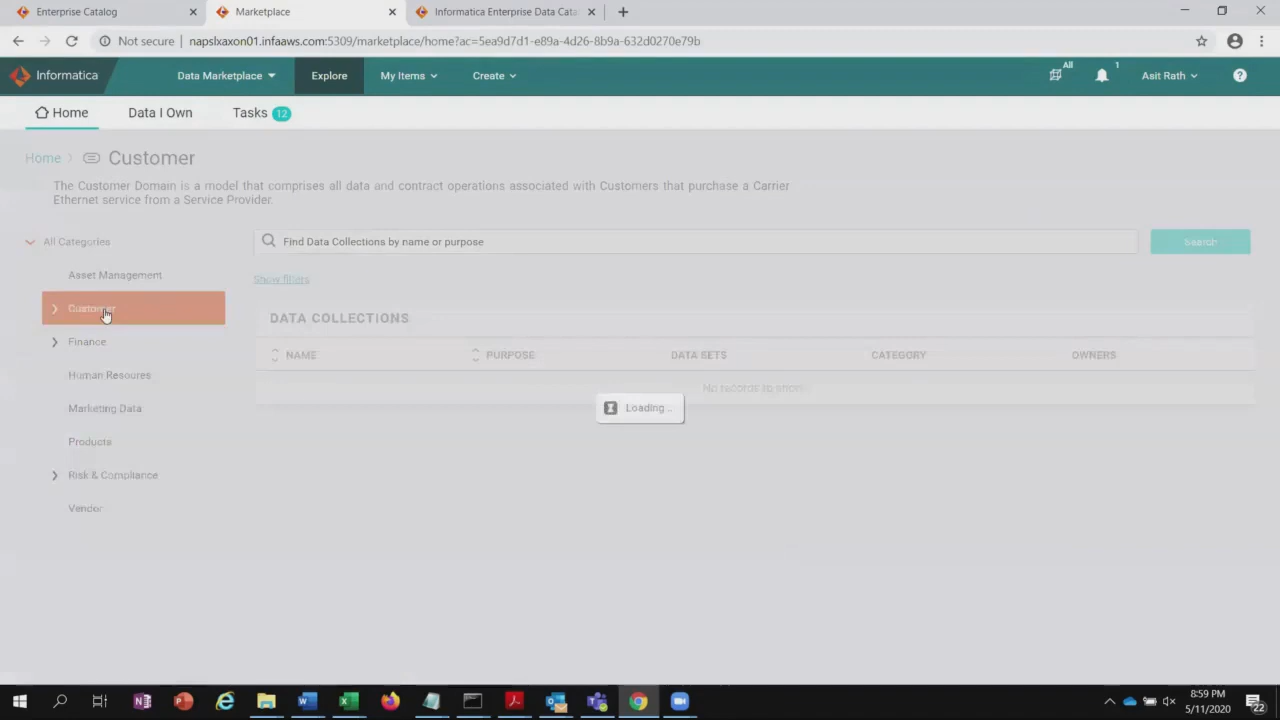 Enterprise Catalog
Marketplace
Informatica Enterprise Data Cata
Not secure
napslxaxon01.infaaws.com:5309/marketplace/home?ac=5ea9d7d1-e89a-4d26-8b9a-632d0270e79b
Informatica
Data Marketplace
Explore
My Items
Create
All
1
Asit Rath
Home
Data I Own
Tasks 12
Home
Customer
The Customer Domain is a model that comprises all data and contract operations associated with Customers that purchase a Carrier
Ethernet service from a Service Provider.
All Categories
Find Data Collections by name or purpose
Search
Asset Management
Show filters
Customer
DATA COLLECTIONS
Finance
NAME
PURPOSE
DATA SETS
CATEGORY
OWNERS
Human Resoures
No records to show
Marketing Data
Loading...
Products
Risk & Compliance
Vendor
8:59 PM
5/11/2020
22